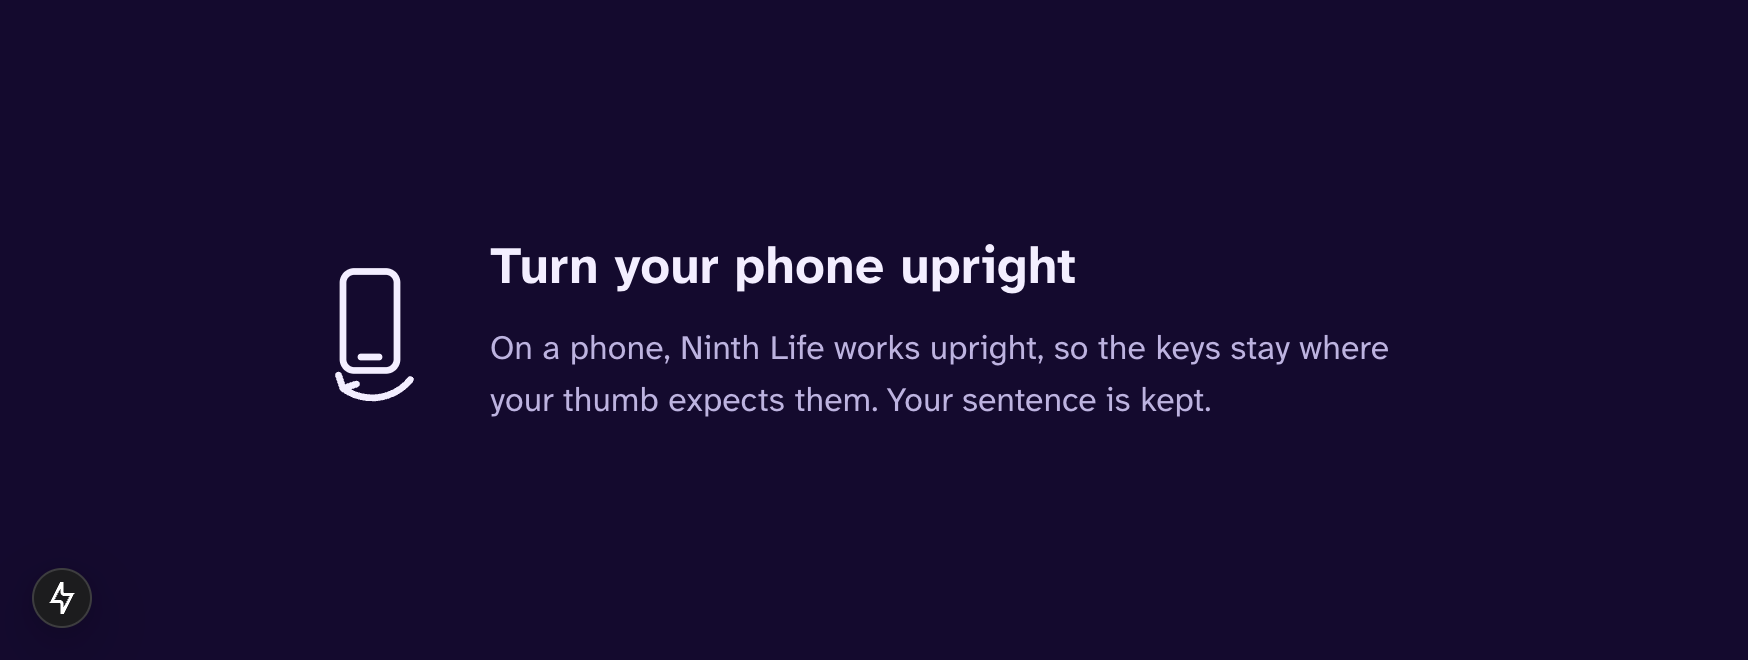 Turn your phone upright
On a phone, Ninth Life works upright, so the keys stay where
your thumb expects them. Your sentence is kept.